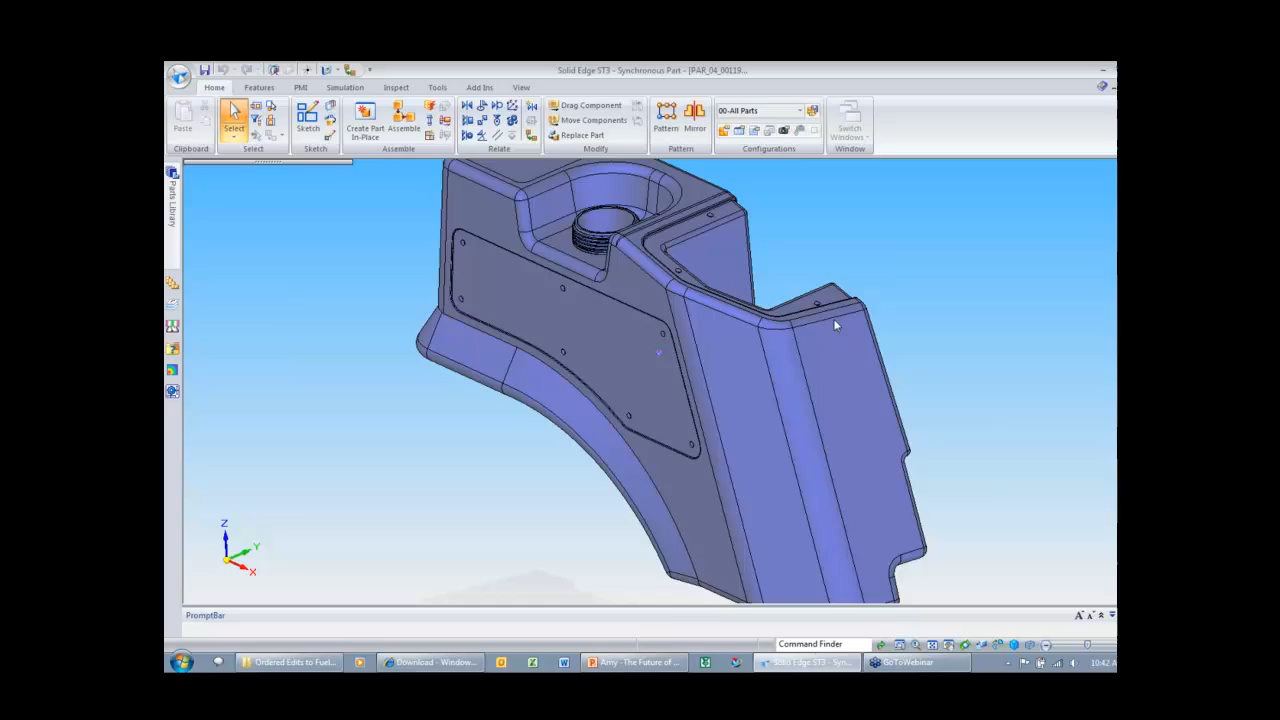 Solid Edge ST3 - Synchronous Part - [PAR_04_00119...
Home Features PMI Simulation Inspect Tools Add Ins View
Paste Select Sketch Create Part In-Place Assemble Drag Component Move Components Replace Part Pattern Mirror 00-All Parts Switch Windows
Clipboard Select Sketch Assemble Relate Modify Pattern Configurations Window
Parts Library
Z
Y
X
PromptBar
Command Finder
Ordered Edits to Fuel... Download - Window... Amy - The Future of ... Solid Edge ST3 - Syn... GoToWebinar 10:42 A